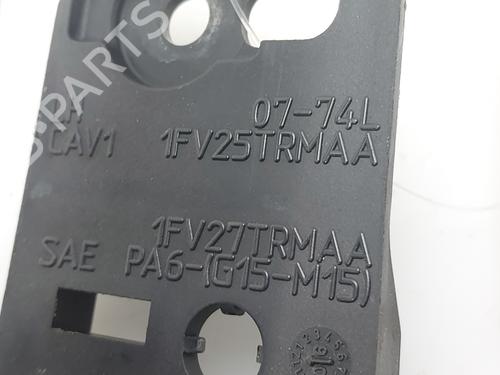 07-74L
CAV1 1FV25TRMAA
1FV27TRMAA
SAE PA6-(G15-M15)